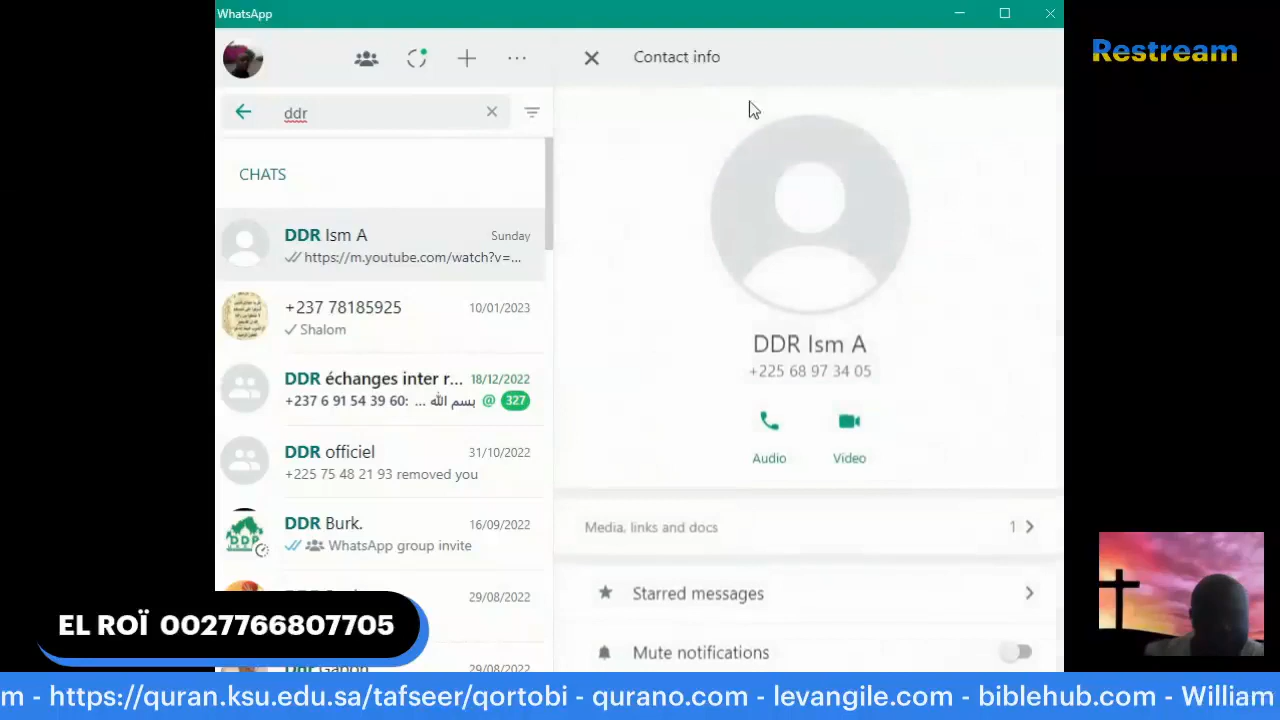 WhatsApp
Contact info
Restream
ddr
CHATS
DDR Ism A
Sunday
https://m.youtube.com/watch?v=...
+237 78185925
10/01/2023
Shalom
DDR échanges inter r...
18/12/2022
+237 6 91 54 39 60: ... بسم الله @ 327
DDR officiel
31/10/2022
+225 75 48 21 93 removed you
DDR Burk.
16/09/2022
WhatsApp group invite
29/08/2022
29/08/2022
DDR Ism A
+225 68 97 34 05
Audio
Video
Media, links and docs
1
Starred messages
Mute notifications
EL ROÏ 0027766807705
m - https://quran.ksu.edu.sa/tafseer/qortobi - qurano.com - levangile.com - biblehub.com - William